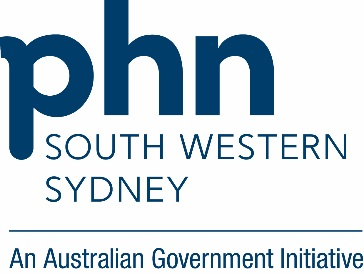 phn
SOUTH WESTERN
SYDNEY
An Australian Government Initiative